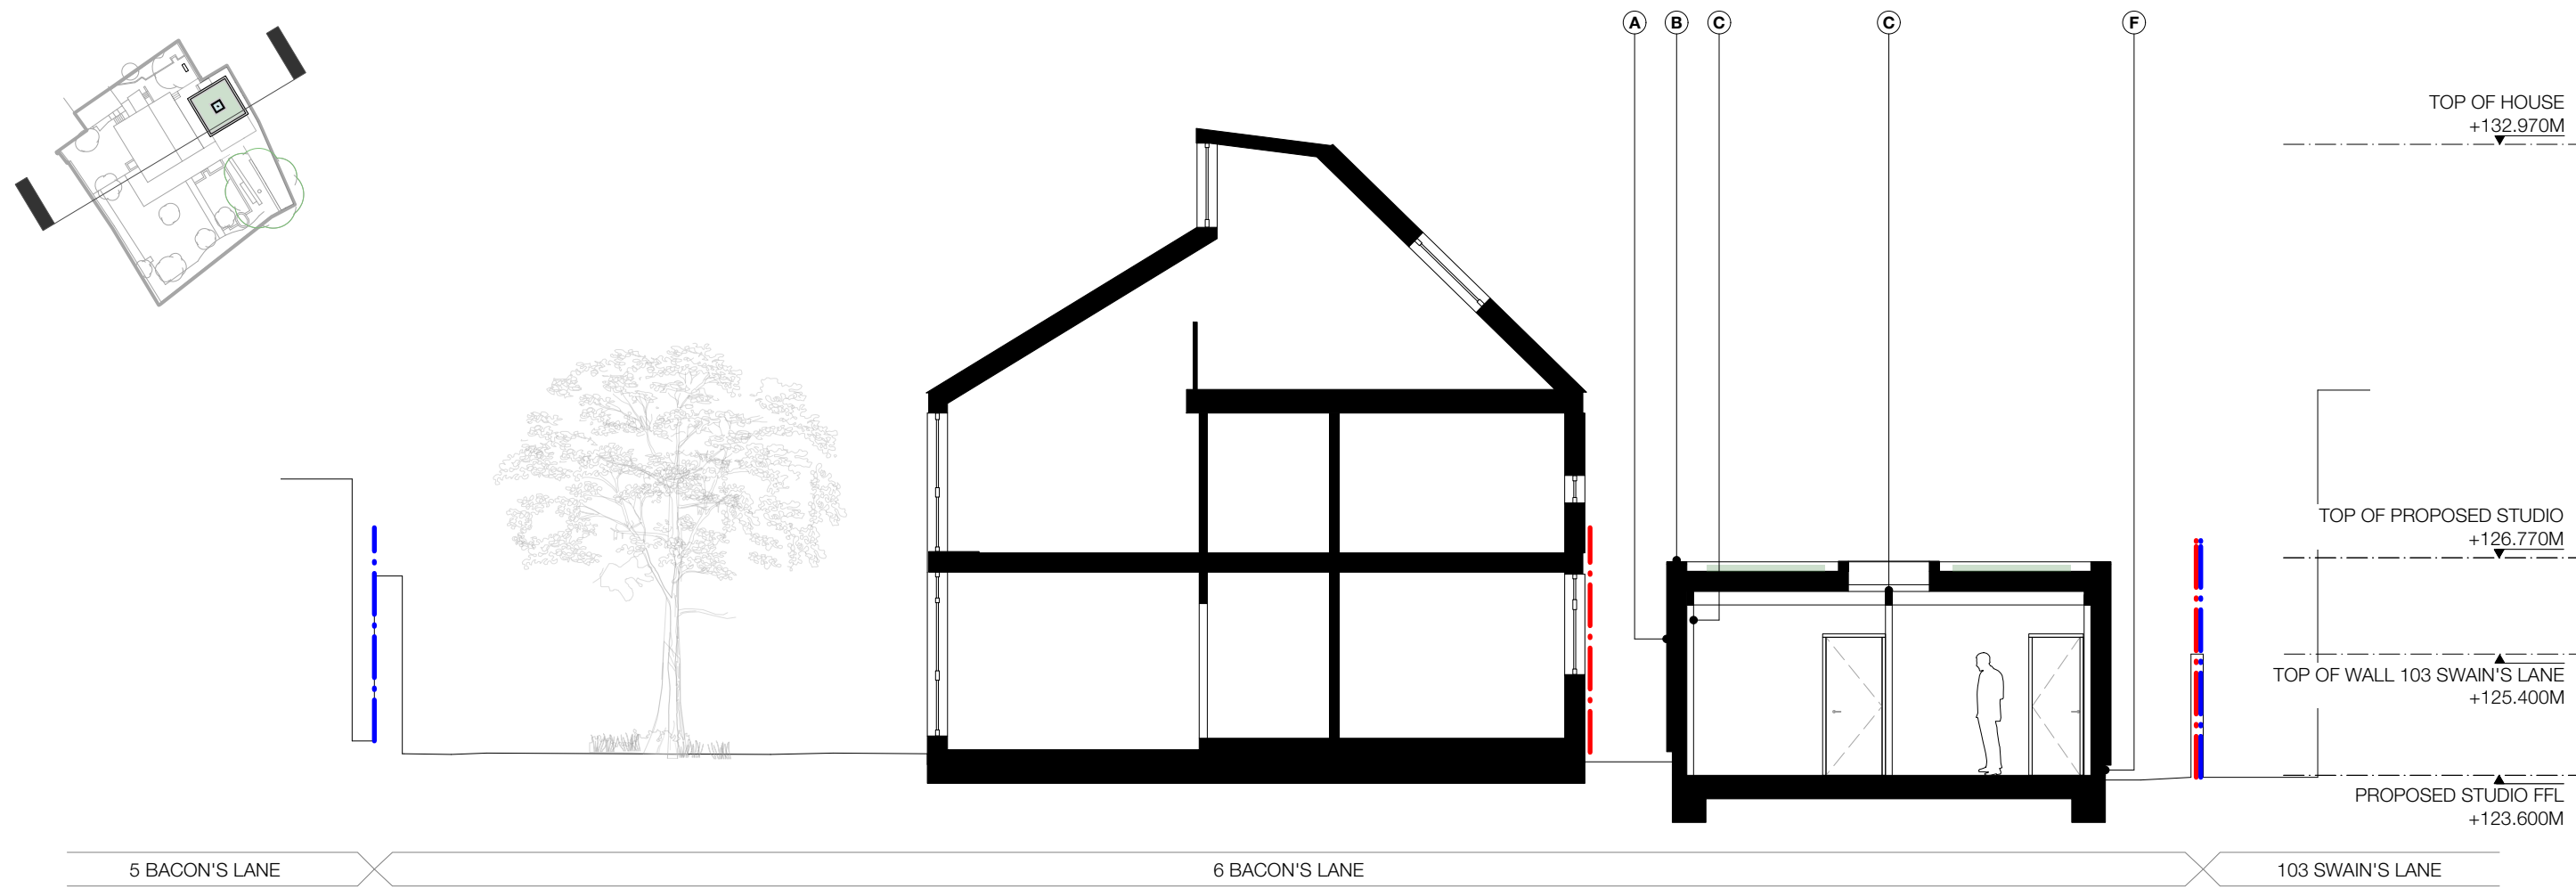 A B C C F
TOP OF HOUSE
+132.970M
TOP OF PROPOSED STUDIO
+126.770M
TOP OF WALL 103 SWAIN'S LANE
+125.400M
PROPOSED STUDIO FFL
+123.600M
5 BACON'S LANE
6 BACON'S LANE
103 SWAIN'S LANE